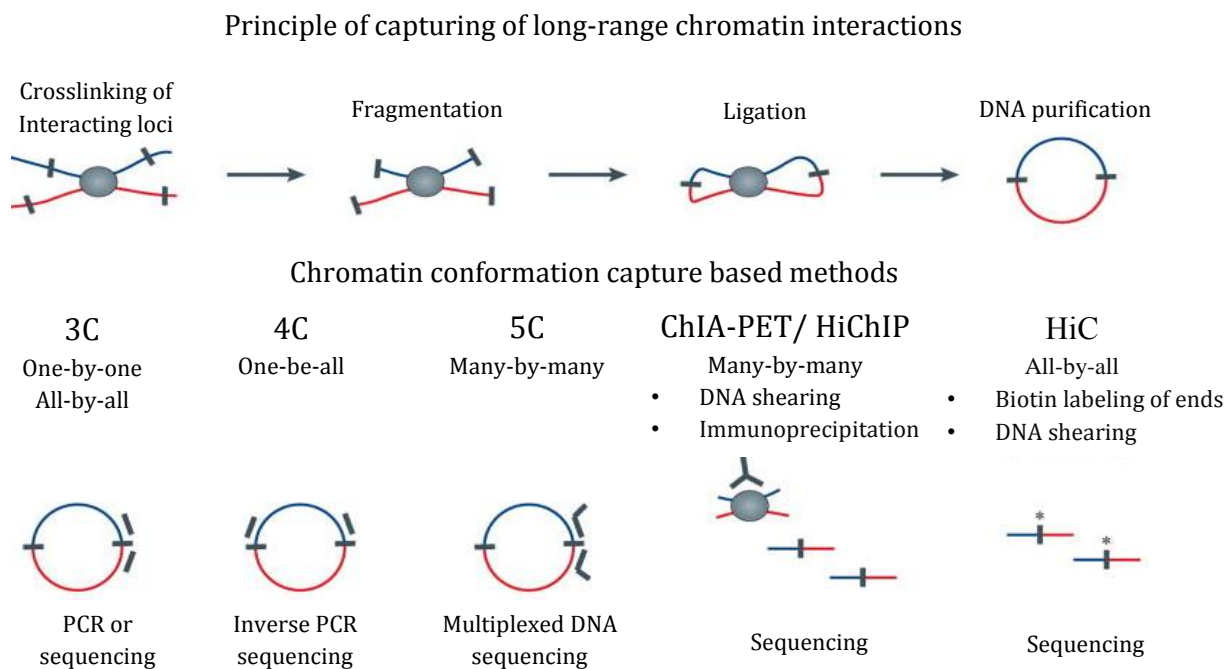 Principle of capturing of long-range chromatin interactions
Crosslinking of
Interacting loci
Fragmentation
Ligation
DNA purification
Chromatin conformation capture based methods
3C
One-by-one
All-by-all
4C
One-be-all
5C
Many-by-many
ChIA-PET/ HiChIP
Many-by-many
• DNA shearing
• Immunoprecipitation
HiC
All-by-all
• Biotin labeling of ends
• DNA shearing
*
*
PCR or
sequencing
Inverse PCR
sequencing
Multiplexed DNA
sequencing
Sequencing
Sequencing